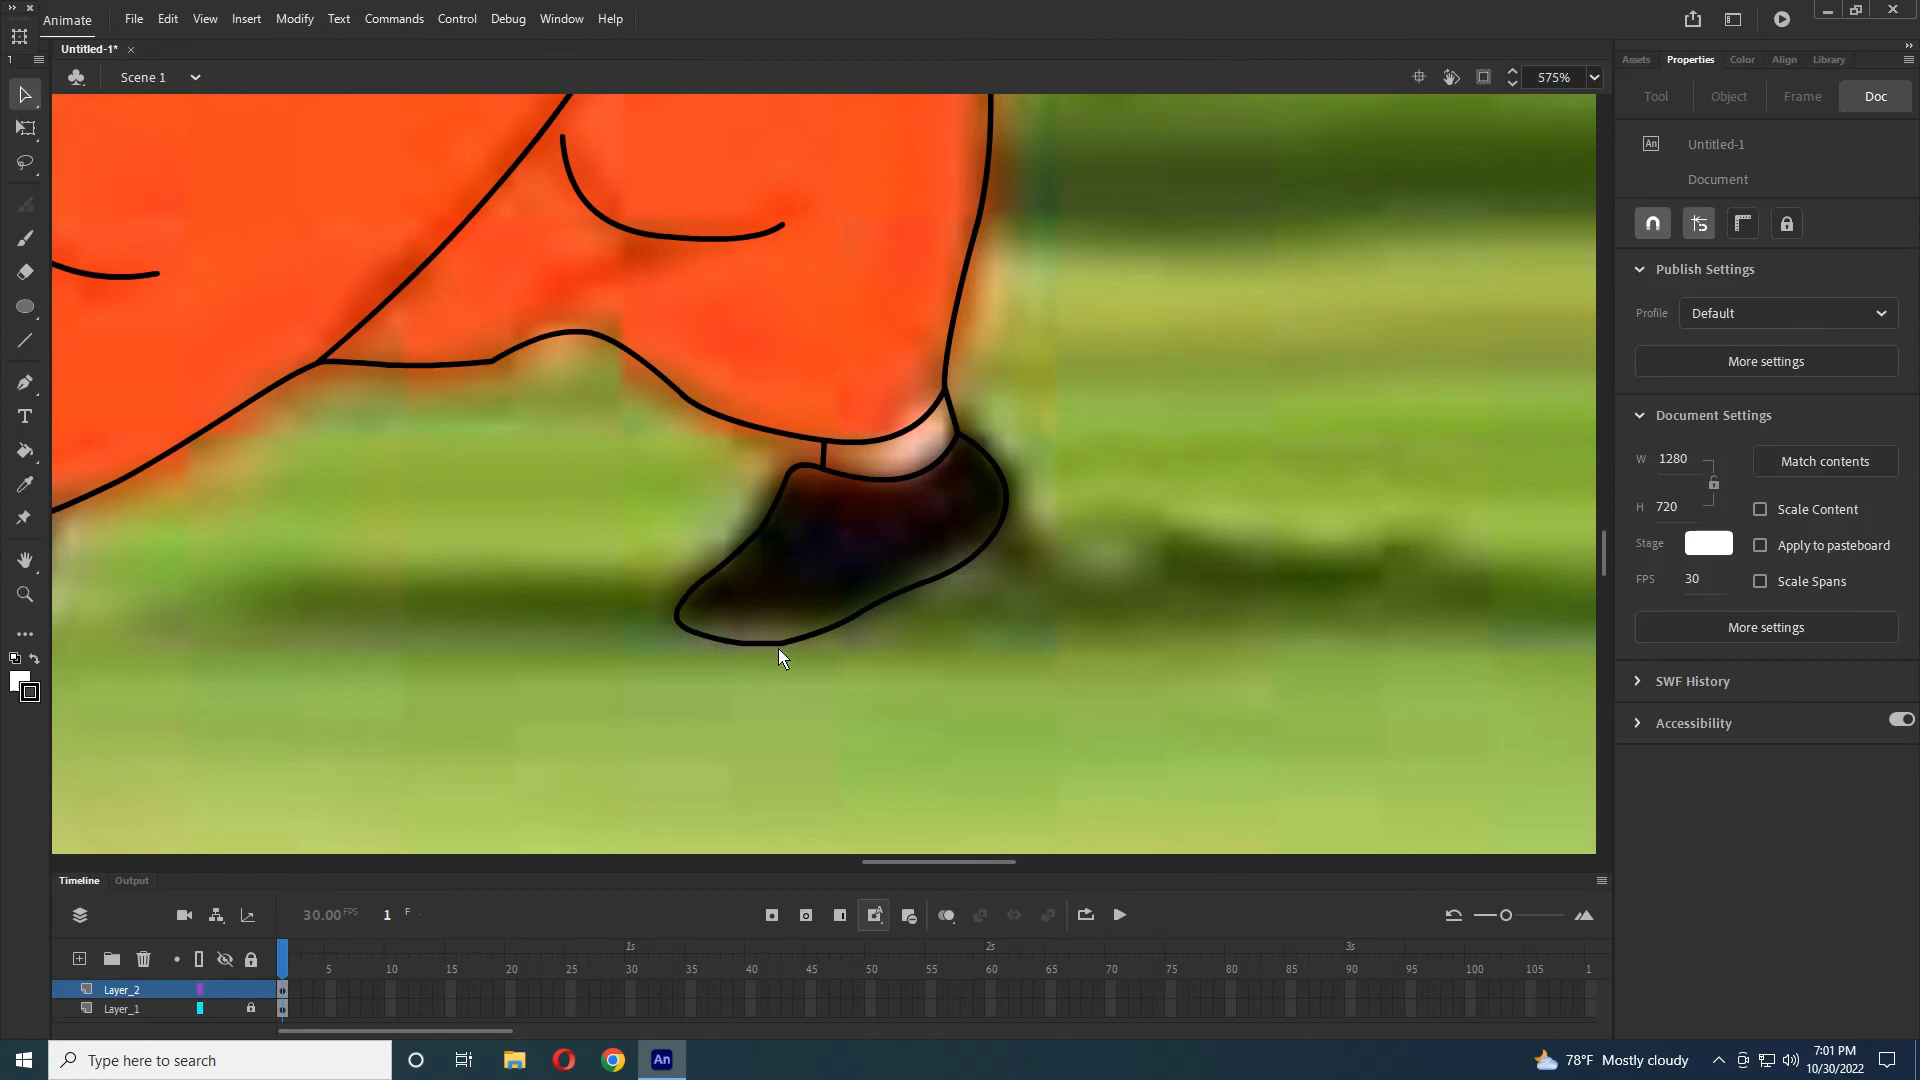 Animate File Edit View Insert Modify Text Commands Control Debug Window Help
Untitled-1*
Scene 1 575%
Assets Properties Color Align Library
Tool Object Frame Doc
An Untitled-1
Document
Publish Settings
Profile Default
More settings
Document Settings
W 1280 Match contents
H 720 Scale Content
Stage Apply to pasteboard
FPS 30 Scale Spans
More settings
SWF History
Accessibility
Timeline Output
30.00 FPS 1 F
1s 2s 3s
5 10 15 20 25 30 35 40 45 50 55 60 65 70 75 80 85 90 95 100 105 1
Layer_2
Layer_1
Type here to search An 78°F Mostly cloudy 7:01 PM
10/30/2022